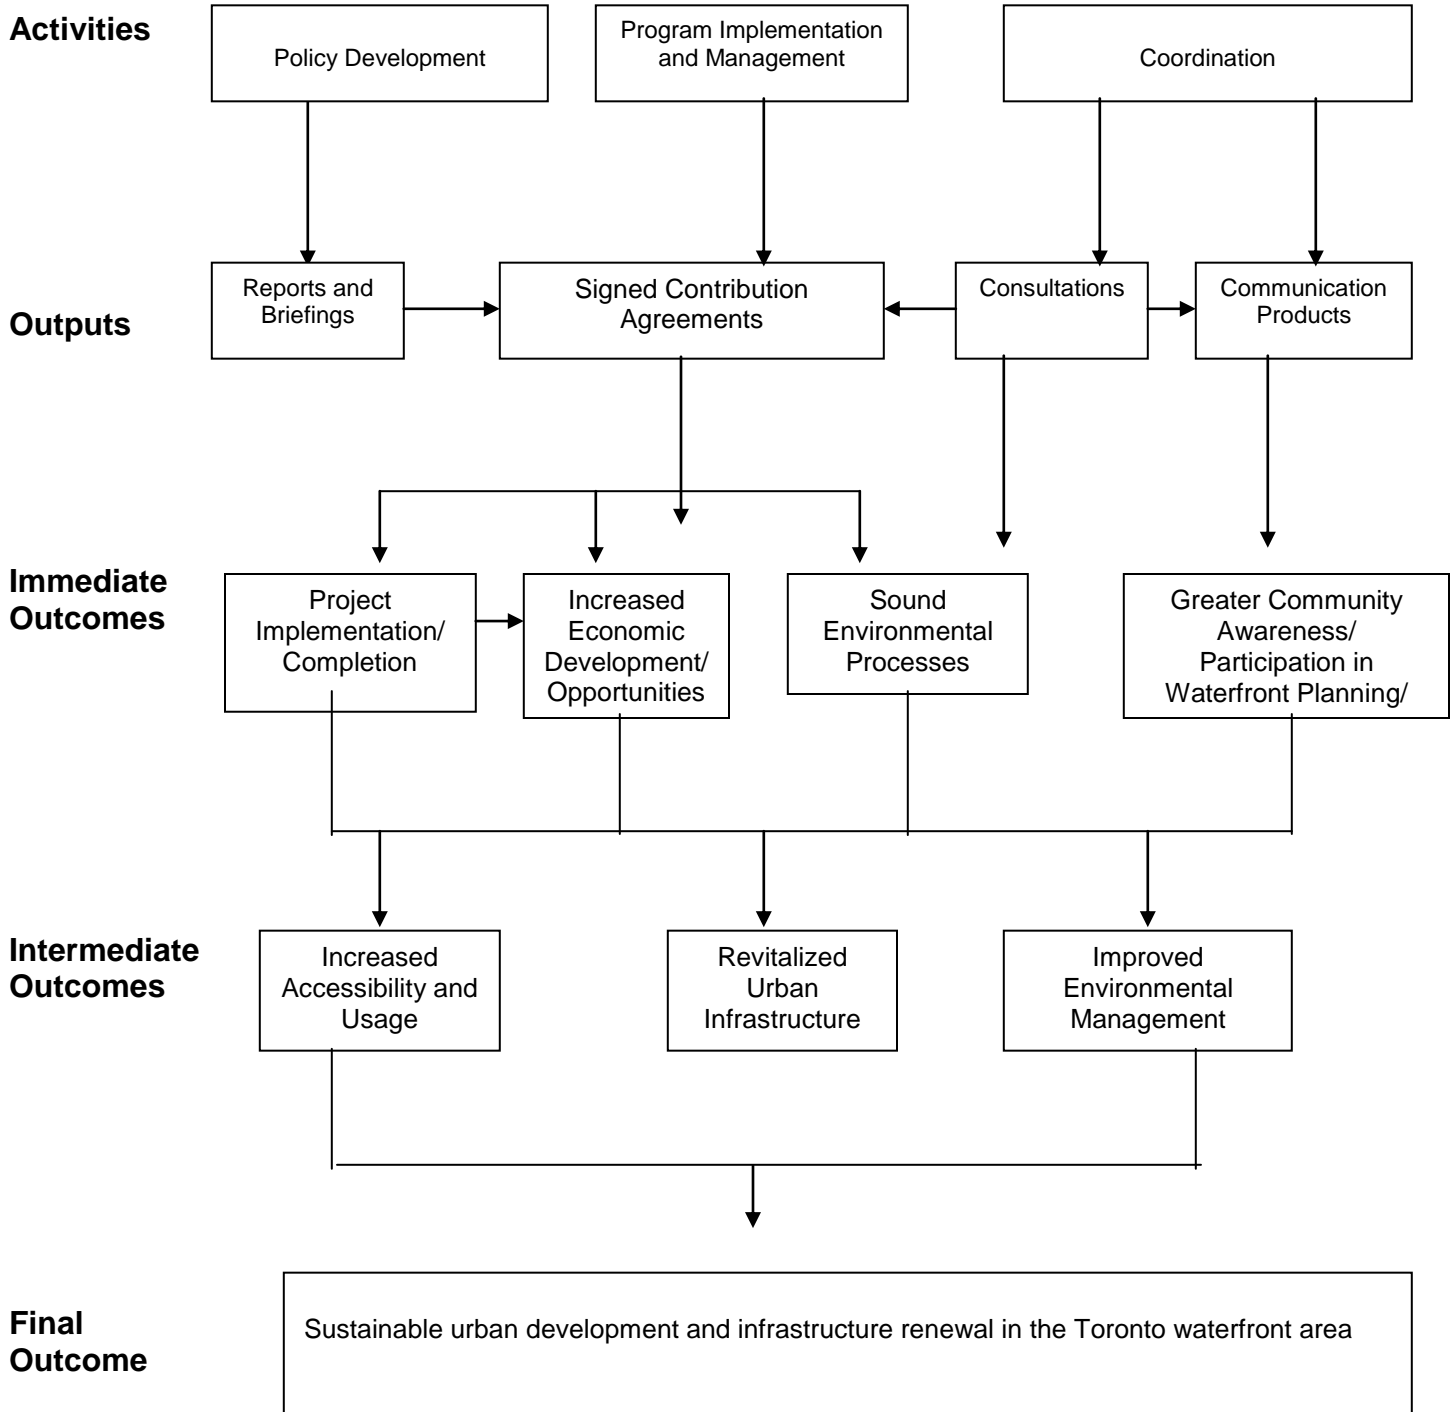 Activities
Policy Development
Program Implementation
and Management
Coordination
Outputs
Reports and
Briefings
Signed Contribution
Agreements
Consultations
Communication
Products
Immediate
Outcomes
Project
Implementation/
Completion
Increased
Economic
Development/
Opportunities
Sound
Environmental
Processes
Greater Community
Awareness/
Participation in
Waterfront Planning/
Intermediate
Outcomes
Increased
Accessibility and
Usage
Revitalized
Urban
Infrastructure
Improved
Environmental
Management
Final
Outcome
Sustainable urban development and infrastructure renewal in the Toronto waterfront area